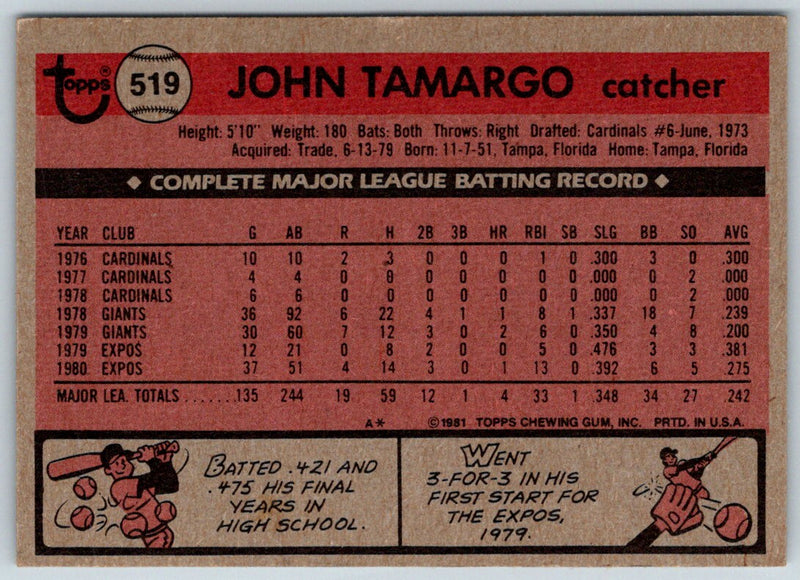 Topps® 519 JOHN TAMARGO catcher
Height: 5'10" Weight: 180 Bats: Both Throws: Right Drafted: Cardinals #6-June, 1973
Acquired: Trade, 6-13-79 Born: 11-7-51, Tampa, Florida Home: Tampa, Florida
◆ COMPLETE MAJOR LEAGUE BATTING RECORD ◆
YEAR CLUB G AB R H 2B 3B HR RBI SB SLG BB SO AVG
1976 CARDINALS 10 10 2 3 0 0 0 1 0 .300 3 0 .300
1977 CARDINALS 4 4 0 0 0 0 0 0 0 .000 0 2 .000
1978 CARDINALS 6 6 0 0 0 0 0 0 0 .000 0 2 .000
1978 GIANTS 36 92 6 22 4 1 1 8 1 .337 18 7 .239
1979 GIANTS 30 60 7 12 3 0 2 6 0 .350 4 8 .200
1979 EXPOS 12 21 0 8 2 0 0 5 0 .476 3 3 .381
1980 EXPOS 37 51 4 14 3 0 1 13 0 .392 6 5 .275
MAJOR LEA. TOTALS 135 244 19 59 12 1 4 33 1 .348 34 27 .242
A* ©1981 TOPPS CHEWING GUM, INC. PRTD. IN U.S.A.
BATTED .421 AND
.475 HIS FINAL
YEARS IN
HIGH SCHOOL.
WENT
3-FOR-3 IN HIS
FIRST START FOR
THE EXPOS,
1979.